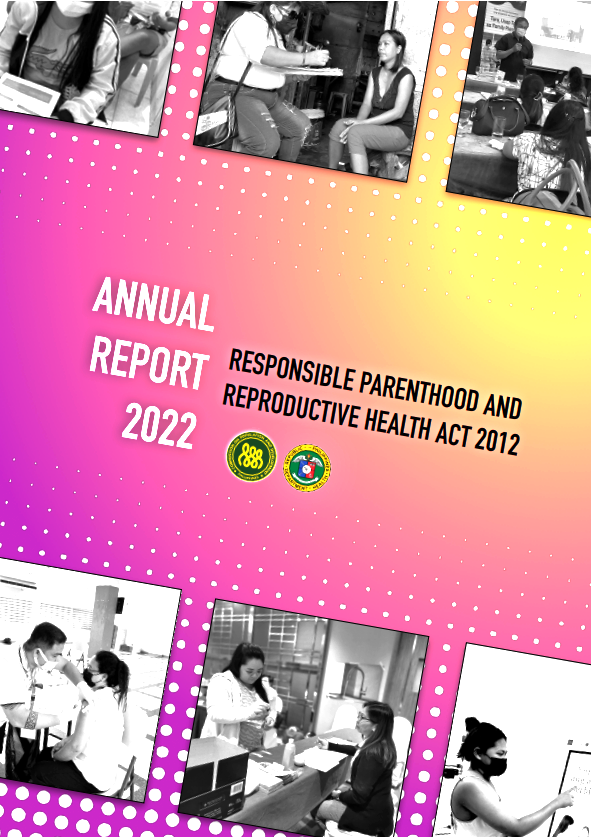 ANNUAL
REPORT
2022
RESPONSIBLE PARENTHOOD AND
REPRODUCTIVE HEALTH ACT 2012